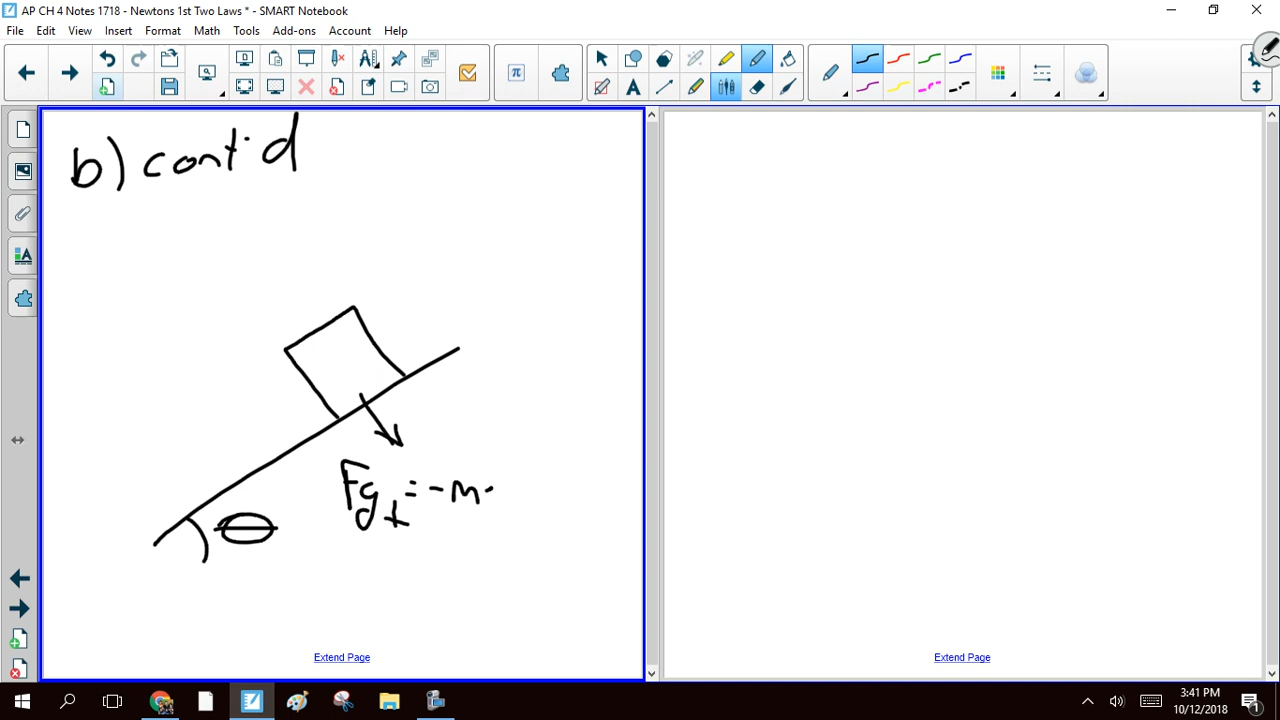 AP CH 4 Notes 1718 - Newtons 1st Two Laws * - SMART Notebook
File Edit View Insert Format Math Tools Add-ons Account Help
b) cont'd
Fg⊥ = -m·
θ
Extend Page
Extend Page
3:41 PM
10/12/2018